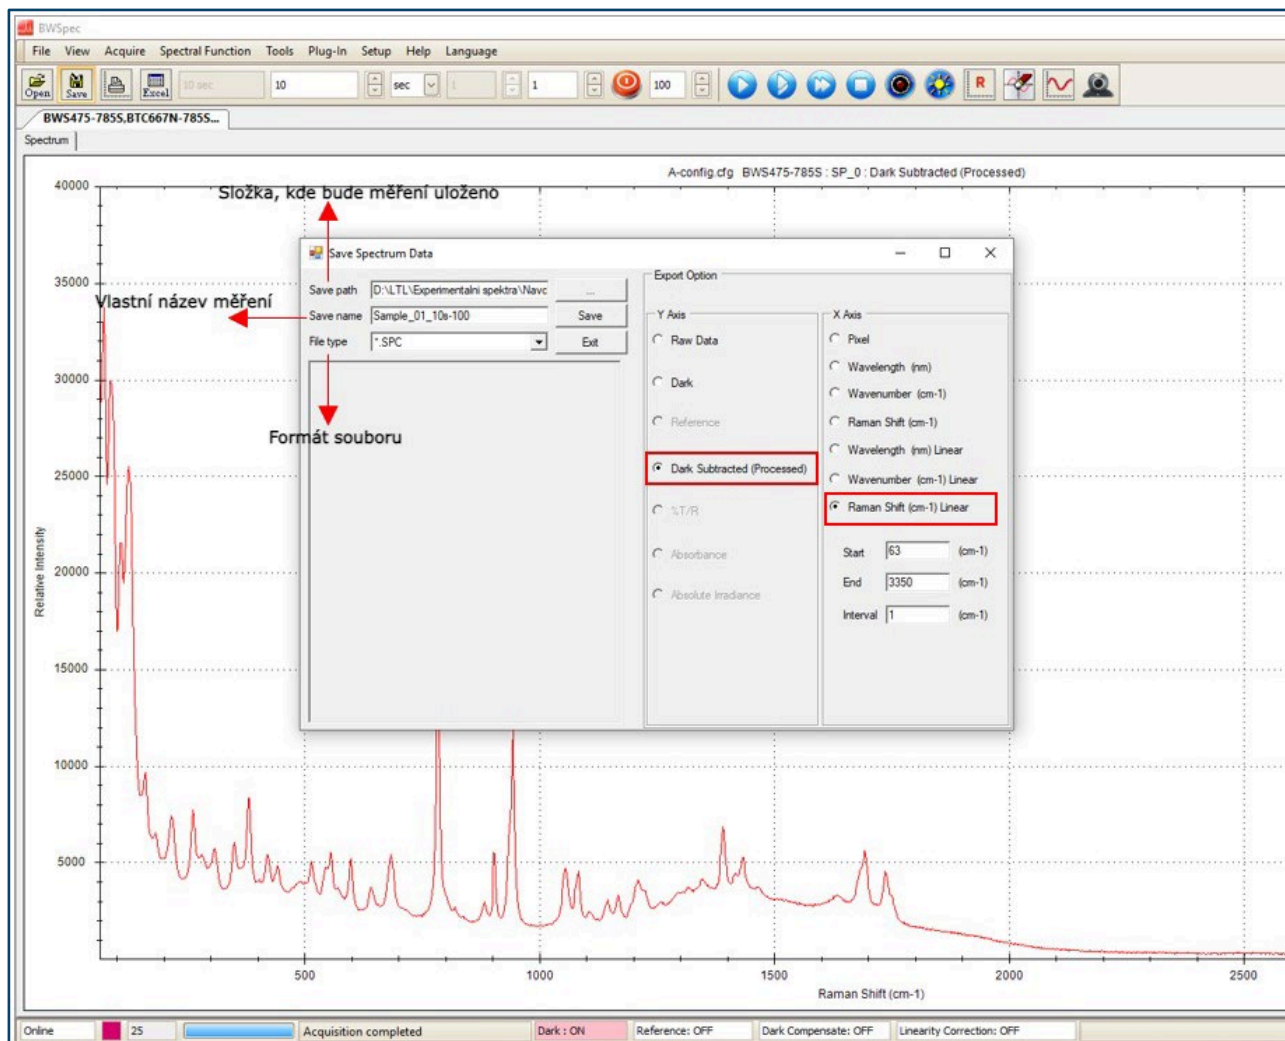 BWSpec
File View Acquire Spectral Function Tools Plug-In Setup Help Language
Open Save Excel 10 sec 10 sec 1 1 100 R
BWS475-785S,BTC667N-785S...
Spectrum
A-config.cfg BWS475-785S : SP_0 : Dark Subtracted (Processed)
40000
Složka, kde bude měření uloženo
Save Spectrum Data
Export Option
35000
Save path D:\LTL\Experimentalni spektra\Navc ...
Vlastní název měření
Save name Sample_01_10s-100 Save
Y Axis
X Axis
File type *.SPC Exit
Raw Data
Pixel
Wavelength (nm)
30000
Dark
Wavenumber (cm-1)
Reference
Raman Shift (cm-1)
Formát souboru
Wavelength (nm) Linear
25000
Dark Subtracted (Processed)
Wavenumber (cm-1) Linear
%T/R
Raman Shift (cm-1) Linear
Absorbance
Start 63 (cm-1)
20000
End 3350 (cm-1)
Absolute Irradiance
Interval 1 (cm-1)
Relative Intensity
15000
10000
5000
500 1000 1500 2000 2500
Raman Shift (cm-1)
Online 25 Acquisition completed Dark : ON Reference: OFF Dark Compensate: OFF Linearity Correction: OFF